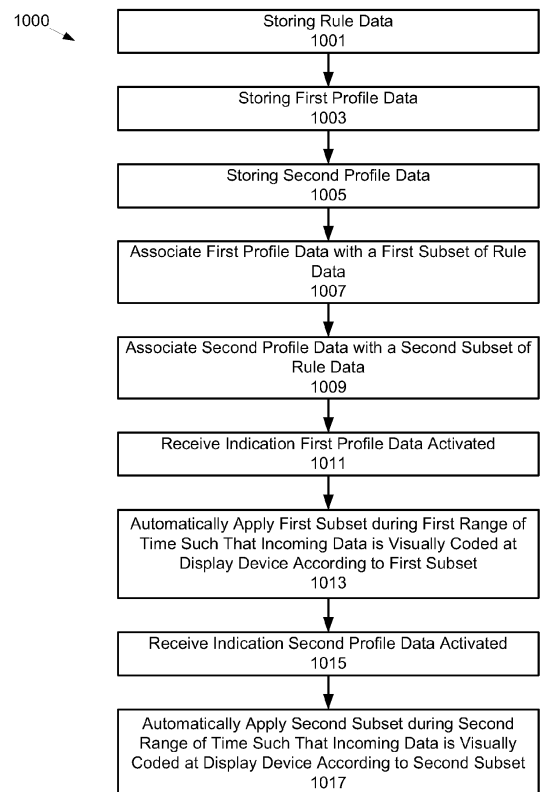 1000
Storing Rule Data
1001
Storing First Profile Data
1003
Storing Second Profile Data
1005
Associate First Profile Data with a First Subset of Rule
Data
1007
Associate Second Profile Data with a Second Subset of
Rule Data
1009
Receive Indication First Profile Data Activated
1011
Automatically Apply First Subset during First Range of
Time Such That Incoming Data is Visually Coded at
Display Device According to First Subset
1013
Receive Indication Second Profile Data Activated
1015
Automatically Apply Second Subset during Second
Range of Time Such That Incoming Data is Visually
Coded at Display Device According to Second Subset
1017